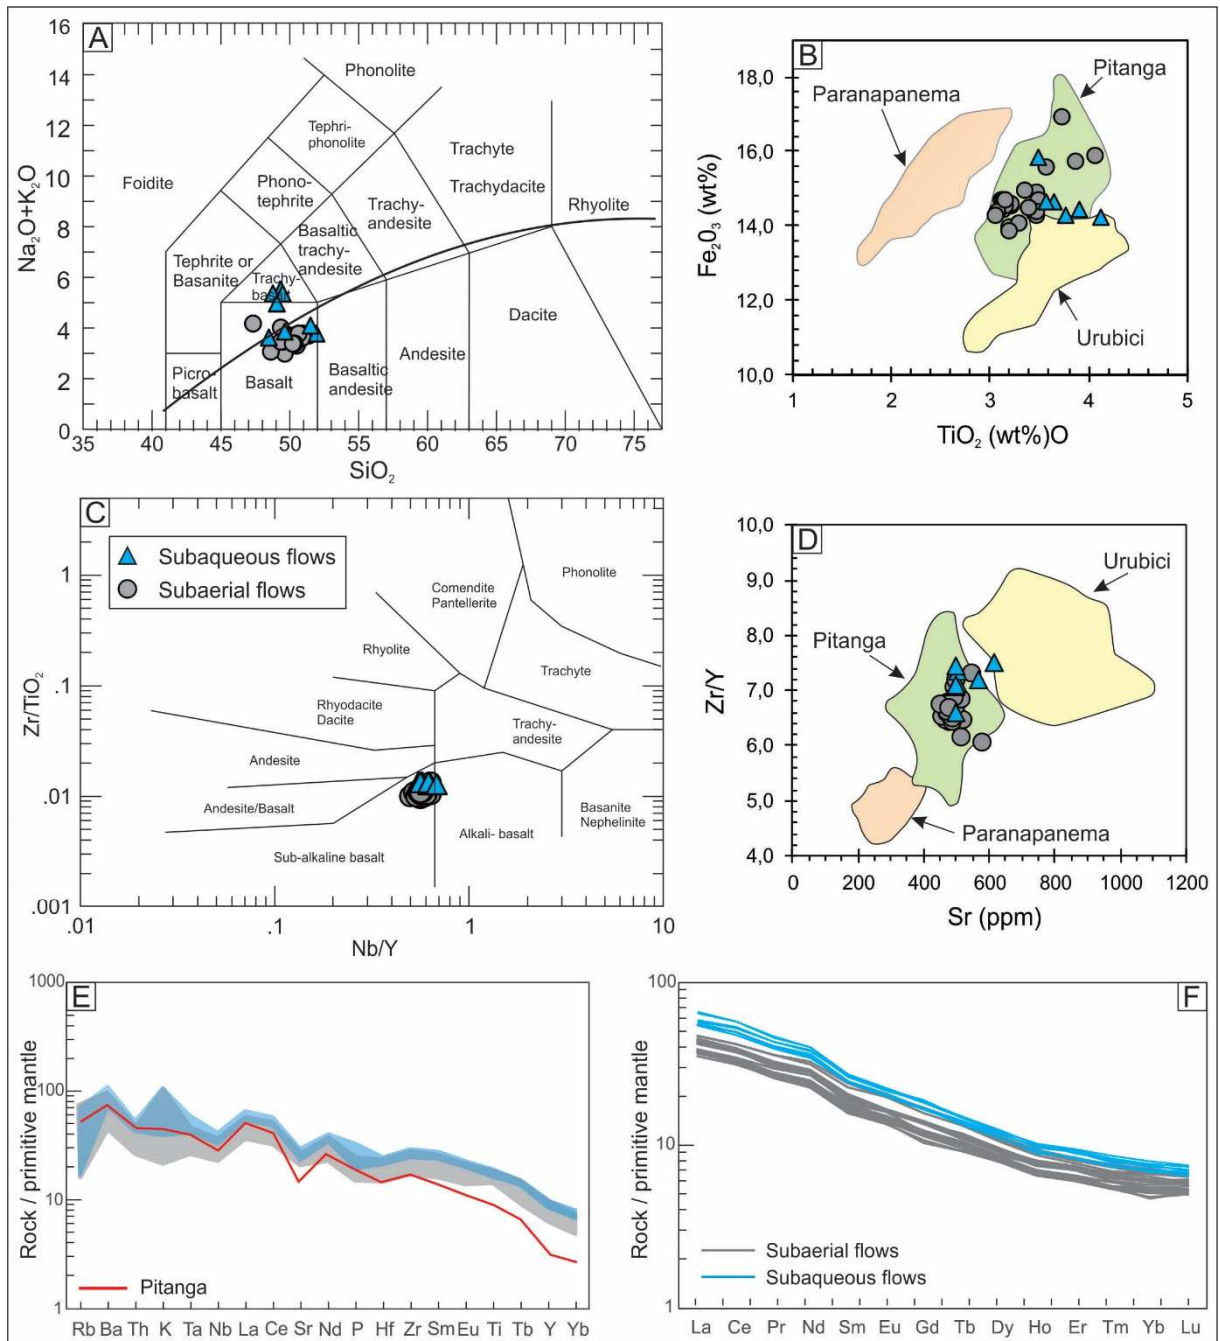 A
16
14
12
10
8
6
4
2
0
Na₂O+K₂O
Phonolite
Tephri-
phonolite
Foidite
Phono-
tephrite
Trachyte
Trachydacite
Trachy-
andesite
Rhyolite
Basaltic
trachy-
andesite
Tephrite or
Basanite
Trachy-
basalt
Dacite
Picro-
basalt
Basalt
Basaltic
andesite
Andesite
35 40 45 50 55 60 65 70 75
SiO₂
B
18,0
16,0
14,0
12,0
10,0
Fe₂0₃ (wt%)
Paranapanema
Pitanga
Urubici
1 2 3 4 5
TiO₂ (wt%)O
C
1
.1
.01
.001
Zr/TiO₂
Subaqueous flows
Subaerial flows
Comendite
Pantellerite
Phonolite
Rhyolite
Trachyte
Rhyodacite
Dacite
Trachy-
andesite
Andesite
Andesite/Basalt
Basanite
Nephelinite
Alkali- basalt
Sub-alkaline basalt
.01 .1 1 10
Nb/Y
D
10,0
9,0
8,0
7,0
6,0
5,0
4,0
Zr/Y
Urubici
Pitanga
Paranapanema
0 200 400 600 800 1000 1200
Sr (ppm)
E
1000
100
10
1
Rock / primitive mantle
Pitanga
Rb Ba Th K Ta Nb La Ce Sr Nd P Hf Zr Sm Eu Ti Tb Y Yb
F
100
10
1
Rock / primitive mantle
Subaerial flows
Subaqueous flows
La Ce Pr Nd Sm Eu Gd Tb Dy Ho Er Tm Yb Lu